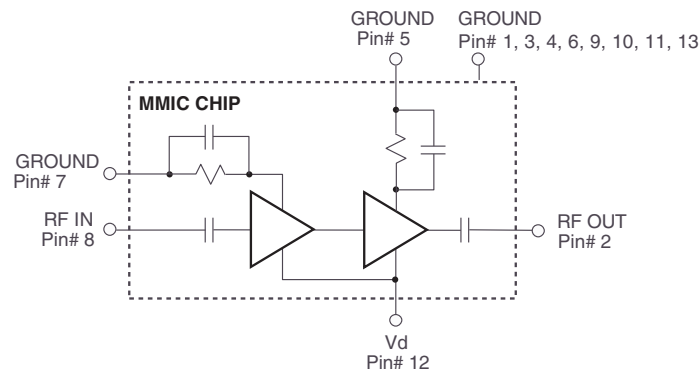 GROUND
Pin# 5
GROUND
Pin# 1, 3, 4, 6, 9, 10, 11, 13
MMIC CHIP
GROUND
Pin# 7
RF IN
Pin# 8
RF OUT
Pin# 2
Vd
Pin# 12